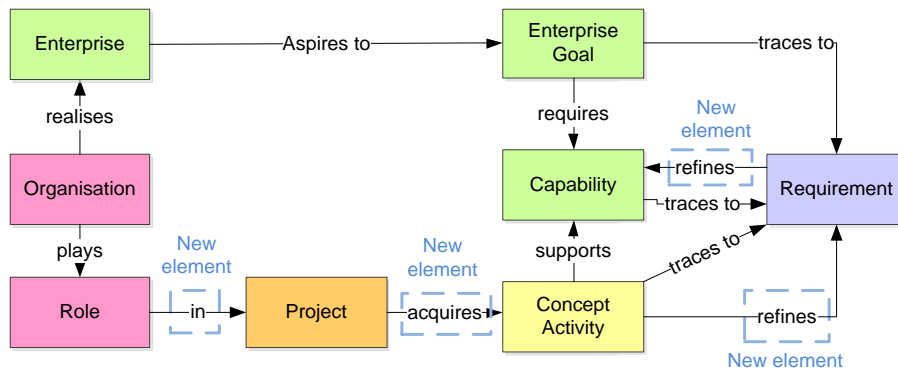 Enterprise
Aspires to
Enterprise
Goal
traces to
realises
requires
New
element
Organisation
Capability
refines
Requirement
traces to
plays
New
element
New
element
supports
traces to
Role
in
Project
acquires
Concept
Activity
refines
New element